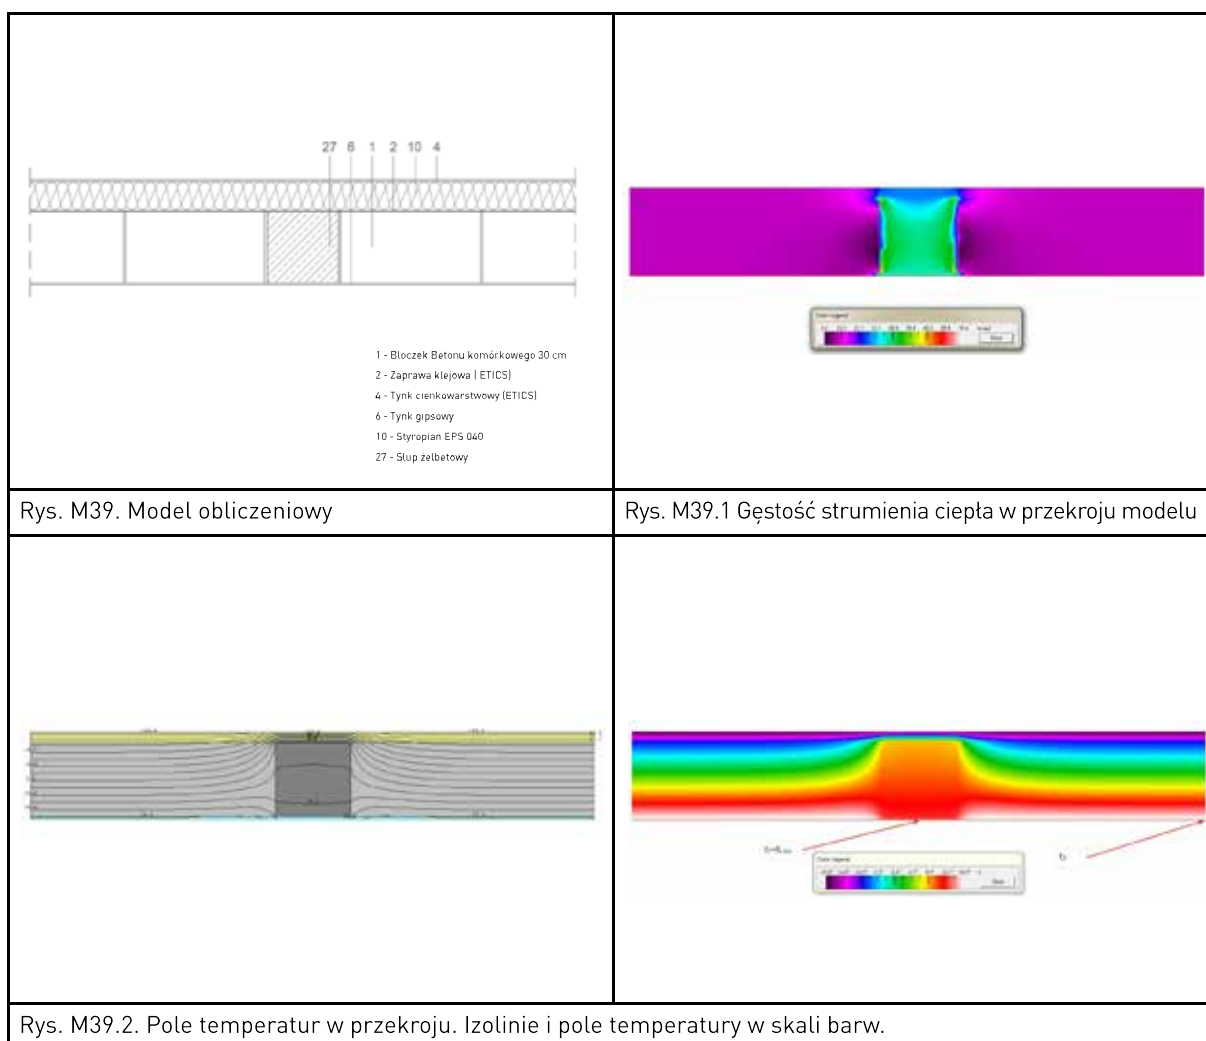 27 6 1 2 10 4
1 - Bloczek Betonu komórkowego 30 cm
2 - Zaprawa klejowa ( ETICS)
4 - Tynk cienkowarstwowy (ETICS)
6 - Tynk gipsowy
10 - Styropian EPS 040
27 - Słup żelbetowy
Rys. M39. Model obliczeniowy
Rys. M39.1 Gęstość strumienia ciepła w przekroju modelu
Rys. M39.2. Pole temperatur w przekroju. Izolinie i pole temperatury w skali barw.